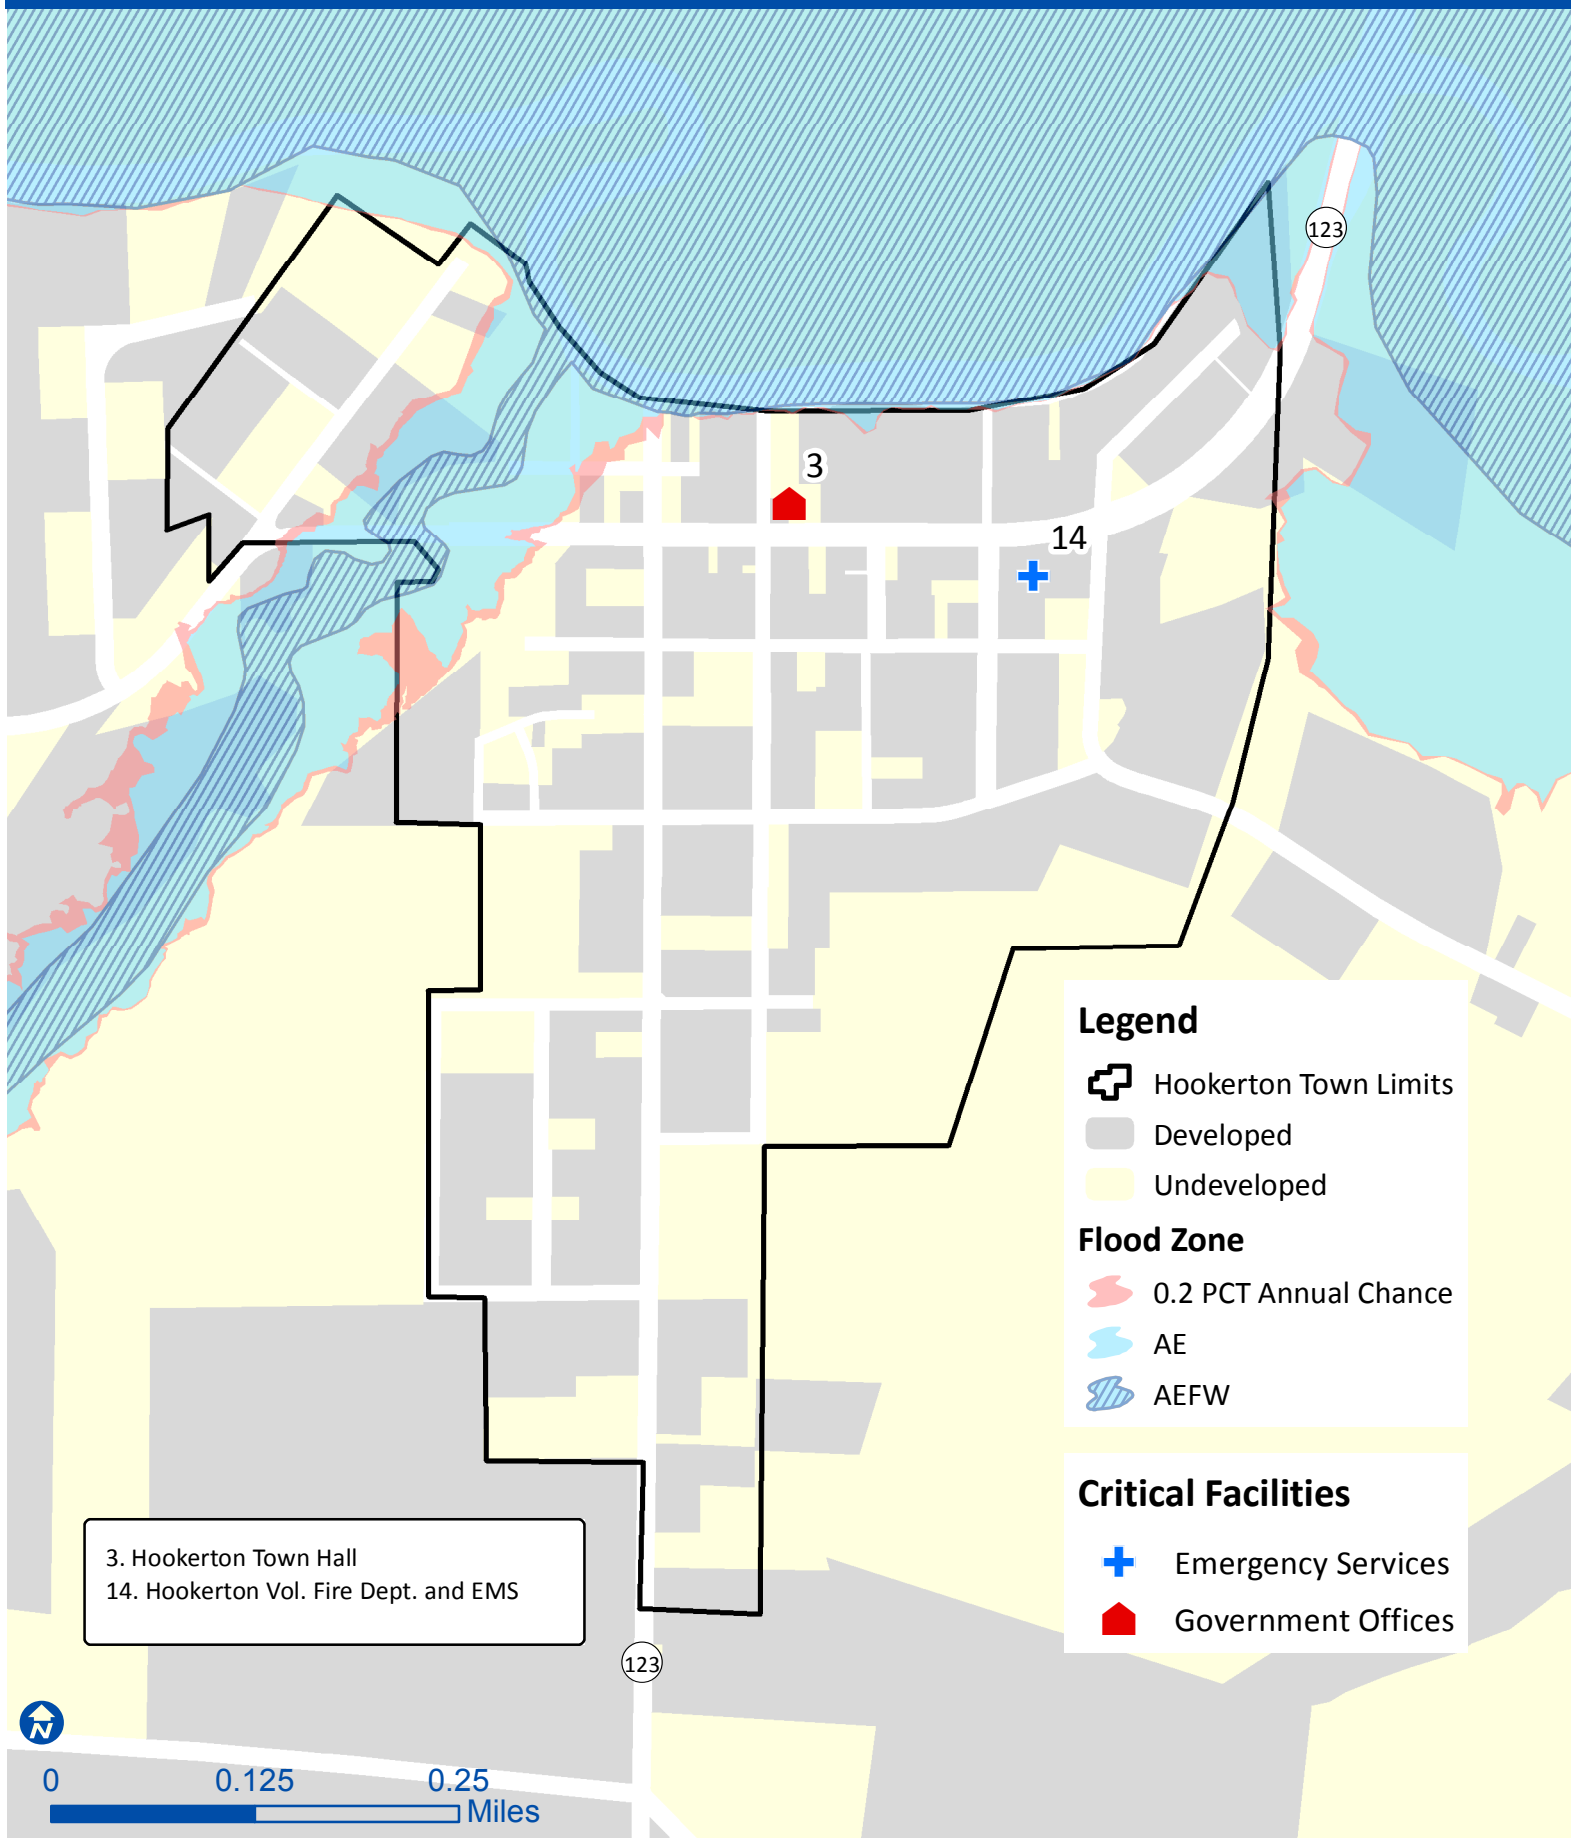 123
3
14
Legend
Hookerton Town Limits
Developed
Undeveloped
Flood Zone
0.2 PCT Annual Chance
AE
AEFW
Critical Facilities
Emergency Services
Government Offices
3. Hookerton Town Hall
14. Hookerton Vol. Fire Dept. and EMS
123
N
0 0.125 0.25
Miles